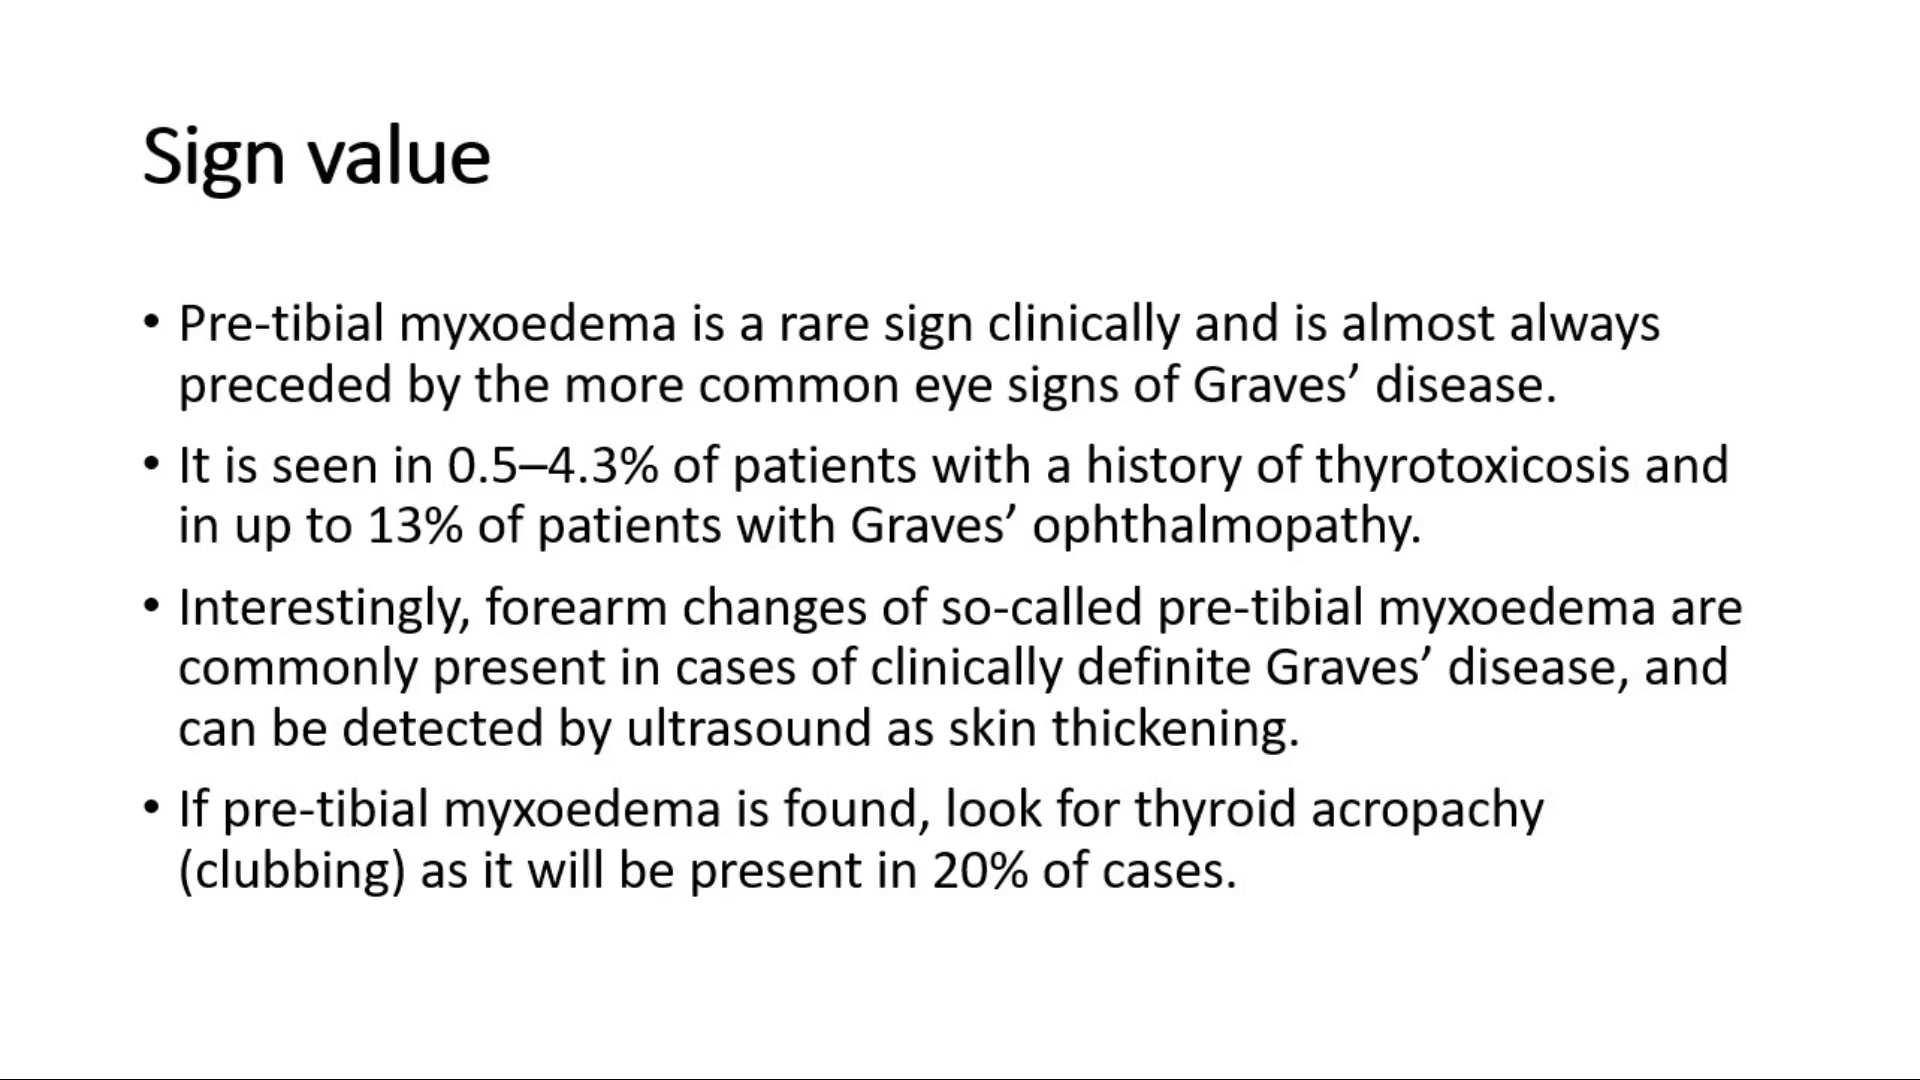 Sign value
• Pre-tibial myxoedema is a rare sign clinically and is almost always
preceded by the more common eye signs of Graves’ disease.
• It is seen in 0.5–4.3% of patients with a history of thyrotoxicosis and
in up to 13% of patients with Graves’ ophthalmopathy.
• Interestingly, forearm changes of so-called pre-tibial myxoedema are
commonly present in cases of clinically definite Graves’ disease, and
can be detected by ultrasound as skin thickening.
• If pre-tibial myxoedema is found, look for thyroid acropachy
(clubbing) as it will be present in 20% of cases.